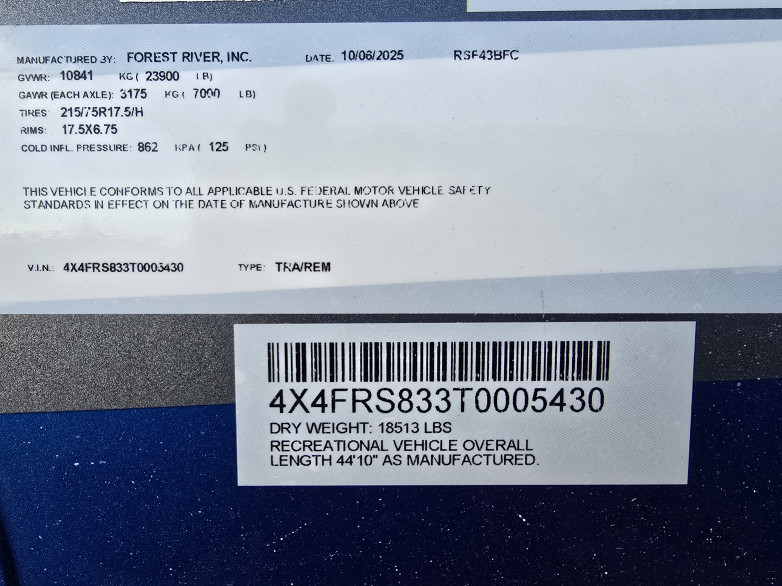 MANUFACTURED BY: FOREST RIVER, INC. DATE: 10/06/2025 RSF43BFC
GVWR: 10841 KG ( 23900 LB)
GAWR (EACH AXLE): 3175 KG ( 7000 LB)
TIRES: 215/75R17.5/H
RIMS: 17.5X6.75
COLD INFL. PRESSURE: 862 KPA ( 125 PSI )
THIS VEHICLE CONFORMS TO ALL APPLICABLE U.S. FEDERAL MOTOR VEHICLE SAFETY
STANDARDS IN EFFECT ON THE DATE OF MANUFACTURE SHOWN ABOVE
V.I.N.: 4X4FRS833T0005430 TYPE: TRA/REM
4X4FRS833T0005430
DRY WEIGHT: 18513 LBS
RECREATIONAL VEHICLE OVERALL
LENGTH 44'10" AS MANUFACTURED.